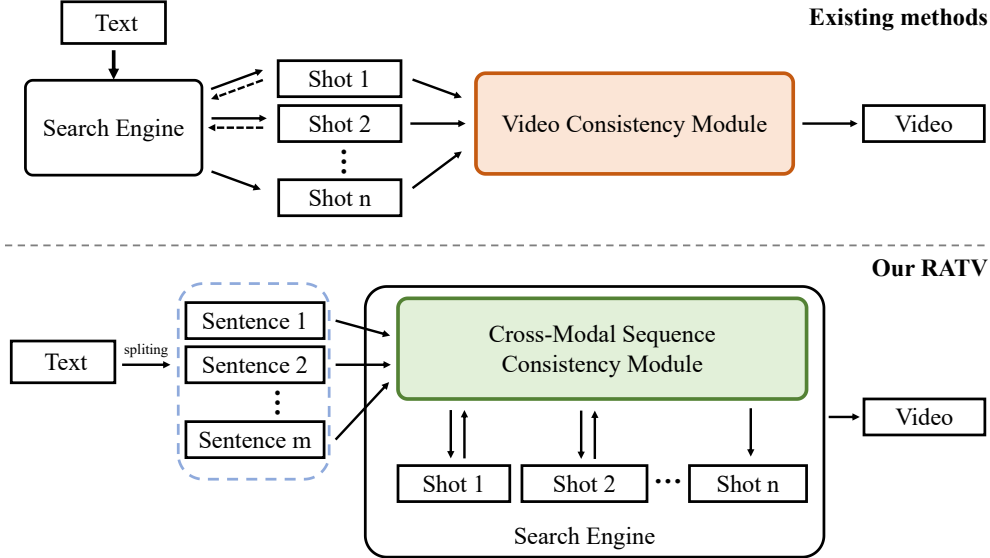 Text
Existing methods
Search Engine
Shot 1
Shot 2
Shot n
Video Consistency Module
Video
Our RATV
Text
spliting
Sentence 1
Sentence 2
Sentence m
Cross-Modal Sequence
Consistency Module
Shot 1
Shot 2
Shot n
Search Engine
Video